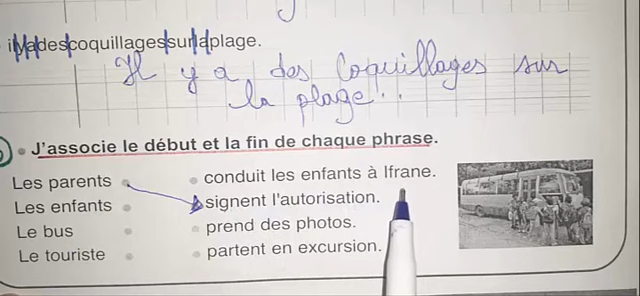 ilyadescoquillagessurlaplage.
Il y a des coquillages sur
la plage..
J'associe le début et la fin de chaque phrase.
Les parents conduit les enfants à Ifrane.
Les enfants signent l'autorisation.
Le bus prend des photos.
Le touriste partent en excursion.